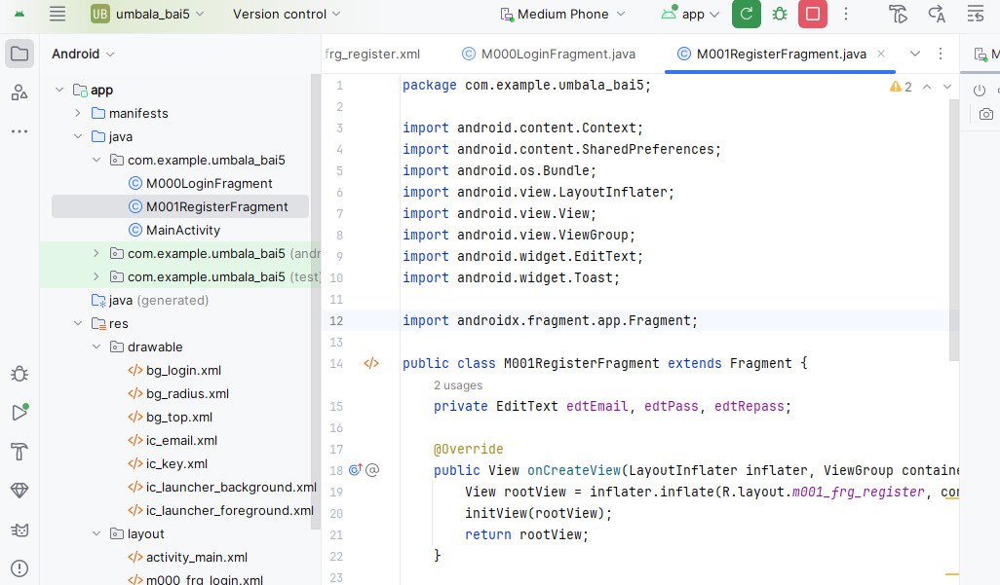 UB umbala_bai5 Version control Medium Phone app
Android
frg_register.xml M000LoginFragment.java M001RegisterFragment.java
app
manifests
java
com.example.umbala_bai5
M000LoginFragment
M001RegisterFragment
MainActivity
com.example.umbala_bai5 (andr
com.example.umbala_bai5 (test)
java (generated)
res
drawable
bg_login.xml
bg_radius.xml
bg_top.xml
ic_email.xml
ic_key.xml
ic_launcher_background.xml
ic_launcher_foreground.xml
layout
activity_main.xml
m000_frg_login.xml
2
1 package com.example.umbala_bai5;
2
3 import android.content.Context;
4 import android.content.SharedPreferences;
5 import android.os.Bundle;
6 import android.view.LayoutInflater;
7 import android.view.View;
8 import android.view.ViewGroup;
9 import android.widget.EditText;
10 import android.widget.Toast;
11
12 import androidx.fragment.app.Fragment;
13
14 public class M001RegisterFragment extends Fragment {
2 usages
15 private EditText edtEmail, edtPass, edtRepass;
16
17 @Override
18 public View onCreateView(LayoutInflater inflater, ViewGroup containe
19 View rootView = inflater.inflate(R.layout.m001_frg_register, con
20 initView(rootView);
21 return rootView;
22 }
23
M